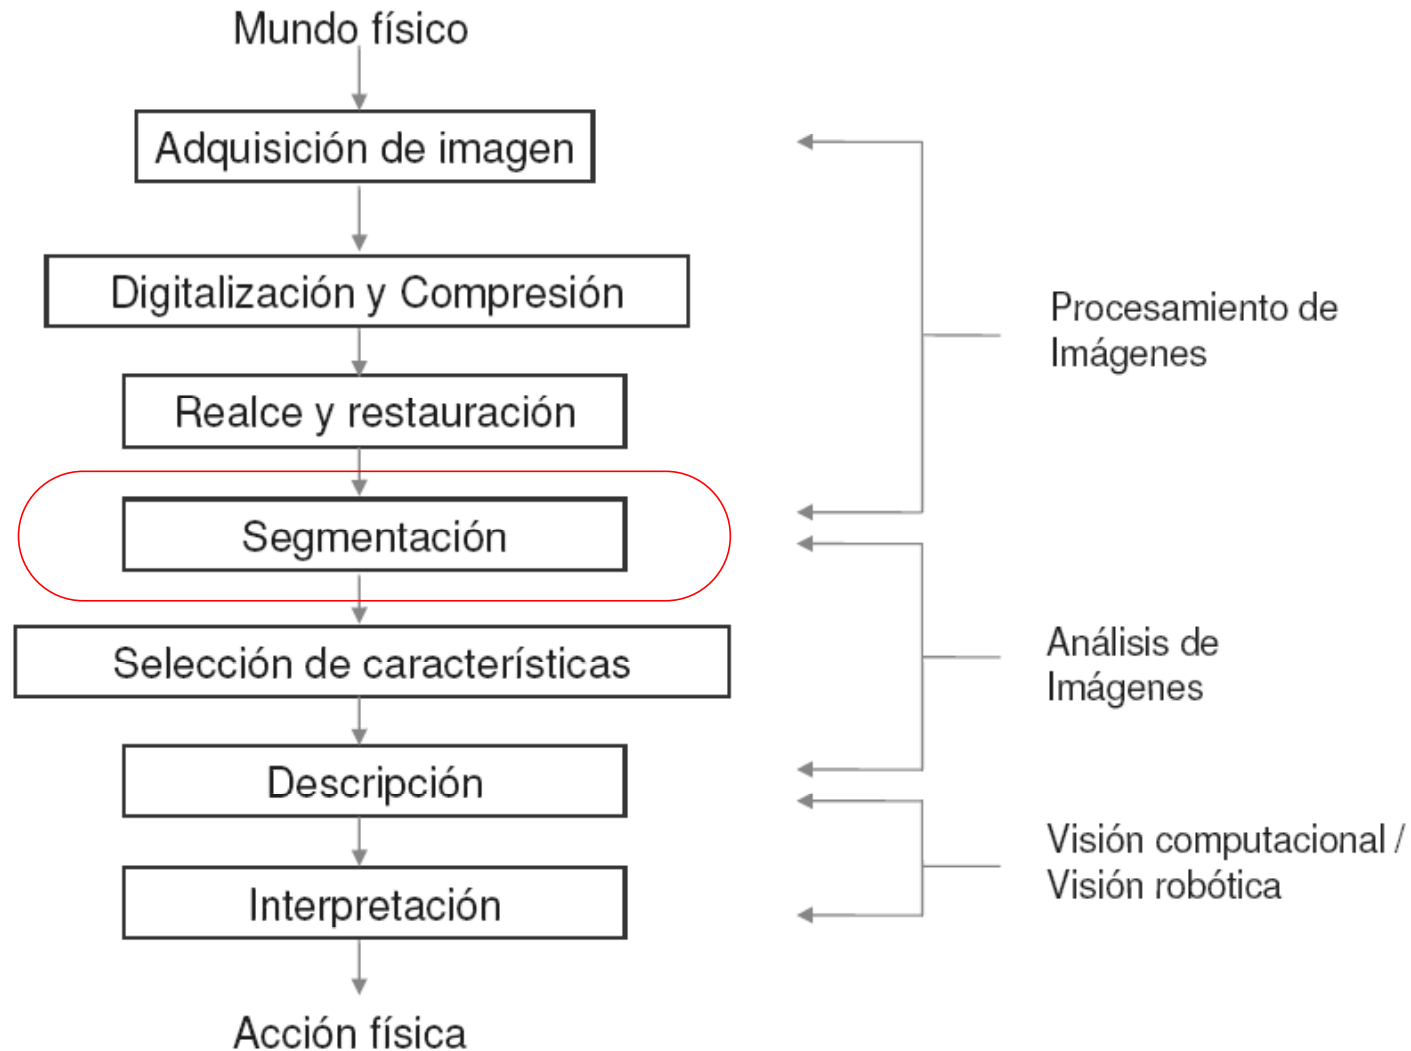 Mundo físico
Adquisición de imagen
Digitalización y Compresión
Realce y restauración
Segmentación
Selección de características
Descripción
Interpretación
Acción física
Procesamiento de
Imágenes
Análisis de
Imágenes
Visión computacional /
Visión robótica